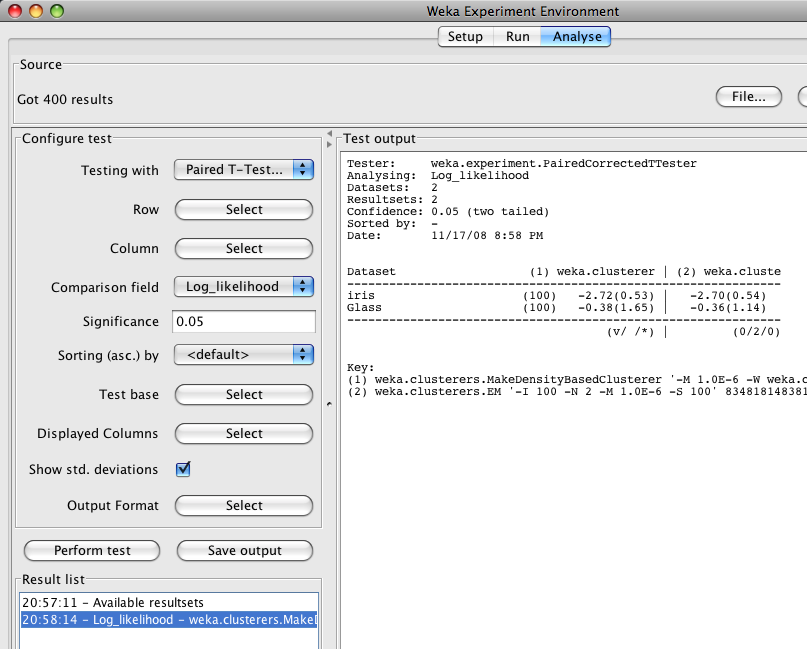 Weka Experiment Environment
Setup Run Analyse
Source
Got 400 results
File...
Configure test
Testing with Paired T-Test...
Row Select
Column Select
Comparison field Log_likelihood
Significance 0.05
Sorting (asc.) by <default>
Test base Select
Displayed Columns Select
Show std. deviations
Output Format Select
Perform test Save output
Result list
20:57:11 - Available resultsets
20:58:14 - Log_likelihood - weka.clusterers.Make
Test output
Tester: weka.experiment.PairedCorrectedTTester
Analysing: Log_likelihood
Datasets: 2
Resultsets: 2
Confidence: 0.05 (two tailed)
Sorted by: -
Date: 11/17/08 8:58 PM
Dataset (1) weka.clusterer | (2) weka.cluste
--------------------------------------------------------------
iris (100) -2.72(0.53) | -2.70(0.54)
Glass (100) -0.38(1.65) | -0.36(1.14)
--------------------------------------------------------------
(v/ /*) | (0/2/0)
Key:
(1) weka.clusterers.MakeDensityBasedClusterer '-M 1.0E-6 -W weka.c
(2) weka.clusterers.EM '-I 100 -N 2 -M 1.0E-6 -S 100' 834818148381